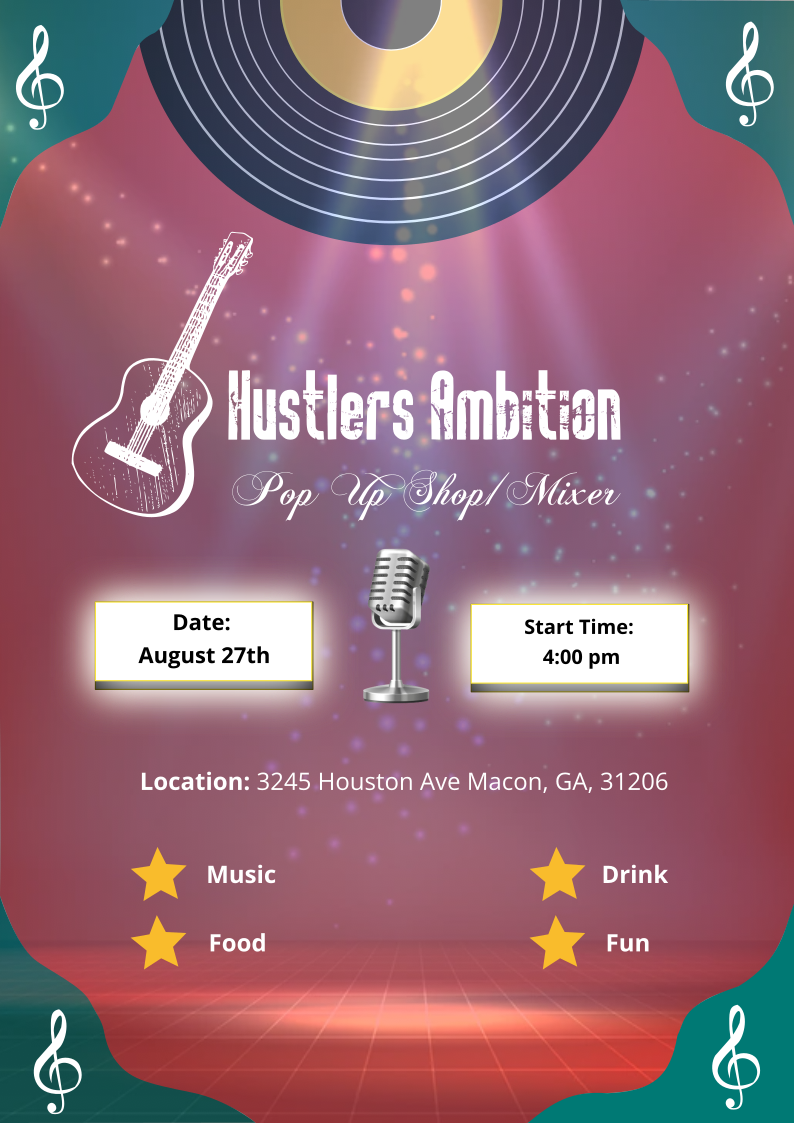 Hustlers Ambition
Pop Up Shop/Mixer
Date:
August 27th
Start Time:
4:00 pm
Location: 3245 Houston Ave Macon, GA, 31206
Music
Drink
Food
Fun